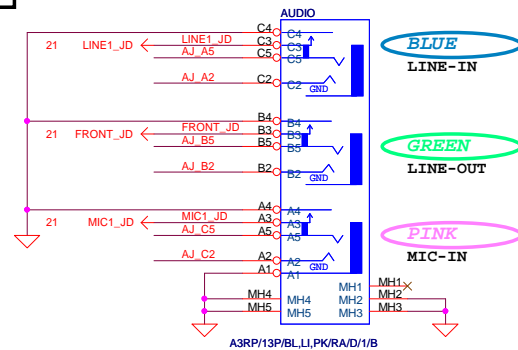 AUDIO
C4 C4
21 LINE1_JD LINE1_JD C3 C3
AJ_A5 C5 C5
AJ_A2 C2 C2
GND
BLUE
LINE-IN
B4 B4
21 FRONT_JD FRONT_JD B3 B3
AJ_B5 B5 B5
AJ_B2 B2 B2
GND
GREEN
LINE-OUT
A4 A4
21 MIC1_JD MIC1_JD A3 A3
AJ_C5 A5 A5
AJ_C2 A2 A2
GND
A1 A1
PINK
MIC-IN
MH1 MH1
MH4 MH4 MH2 MH2
MH5 MH5 MH3 MH3
A3RP/13P/BL,LI,PK/RA/D/1/B